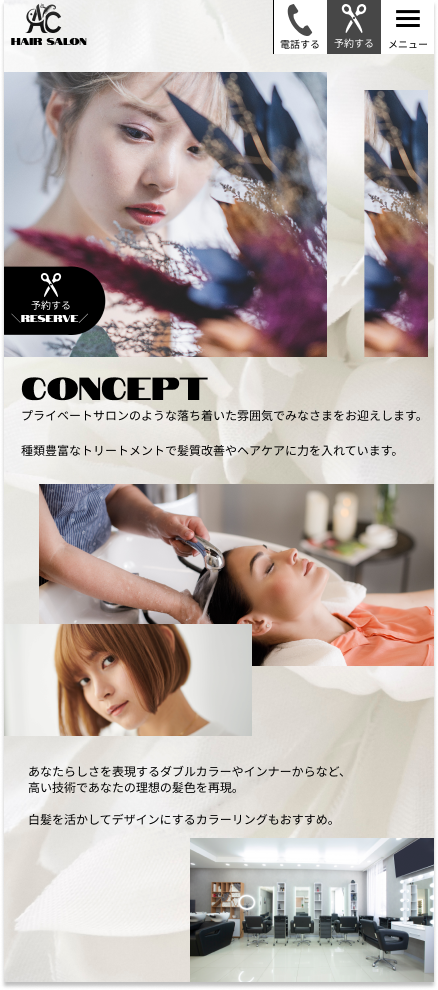 AC
HAIR SALON
電話する
予約する
メニュー
予約する
RESERVE
CONCEPT
プライベートサロンのような落ち着いた雰囲気でみなさまをお迎えします。
種類豊富なトリートメントで髪質改善やヘアケアに力を入れています。
あなたらしさを表現するダブルカラーやインナーからなど、
高い技術であなたの理想の髪色を再現。
白髪を活かしてデザインにするカラーリングもおすすめ。